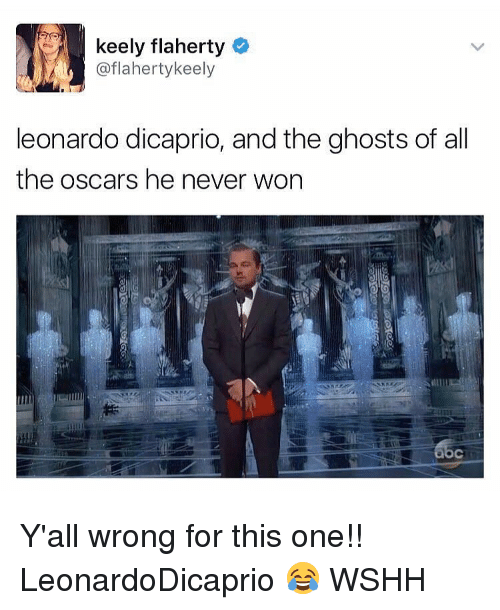 keely flaherty
@flahertykeely
leonardo dicaprio, and the ghosts of all
the oscars he never won
abc
Y'all wrong for this one!!
LeonardoDicaprio 😂 WSHH